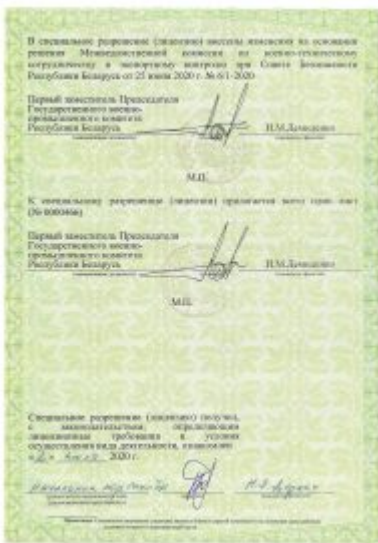 В специальное разрешение (лицензию) внесены изменения на основании
решения Межведомственной комиссии по военно-техническому
сотрудничеству и экспортному контролю при Совете Безопасности
Республики Беларусь от 25 июня 2020 г. № 6/1-2020
Первый заместитель Председателя
Государственного военно-
промышленного комитета
Республики Беларусь
М.П.
К специальному разрешению (лицензии) прилагается всего один лист
(№ 0000466)
Первый заместитель Председателя
Государственного военно-
промышленного комитета
Республики Беларусь
М.П.
Специальное разрешение (лицензию) получил,
с законодательством, определяющим
лицензионные требования и условия
осуществления вида деятельности, ознакомлен
2020 г.